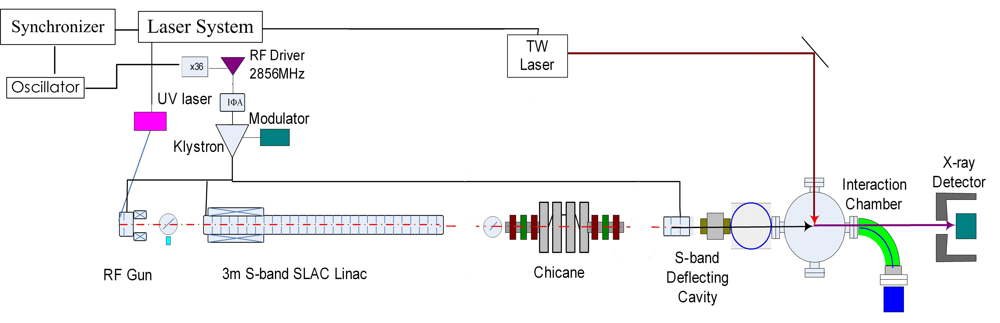 Synchronizer
Laser System
Oscillator
x36
RF Driver
2856MHz
UV laser
IΦA
Modulator
Klystron
TW
Laser
X-ray
Detector
Interaction
Chamber
RF Gun
3m S-band SLAC Linac
Chicane
S-band
Deflecting
Cavity